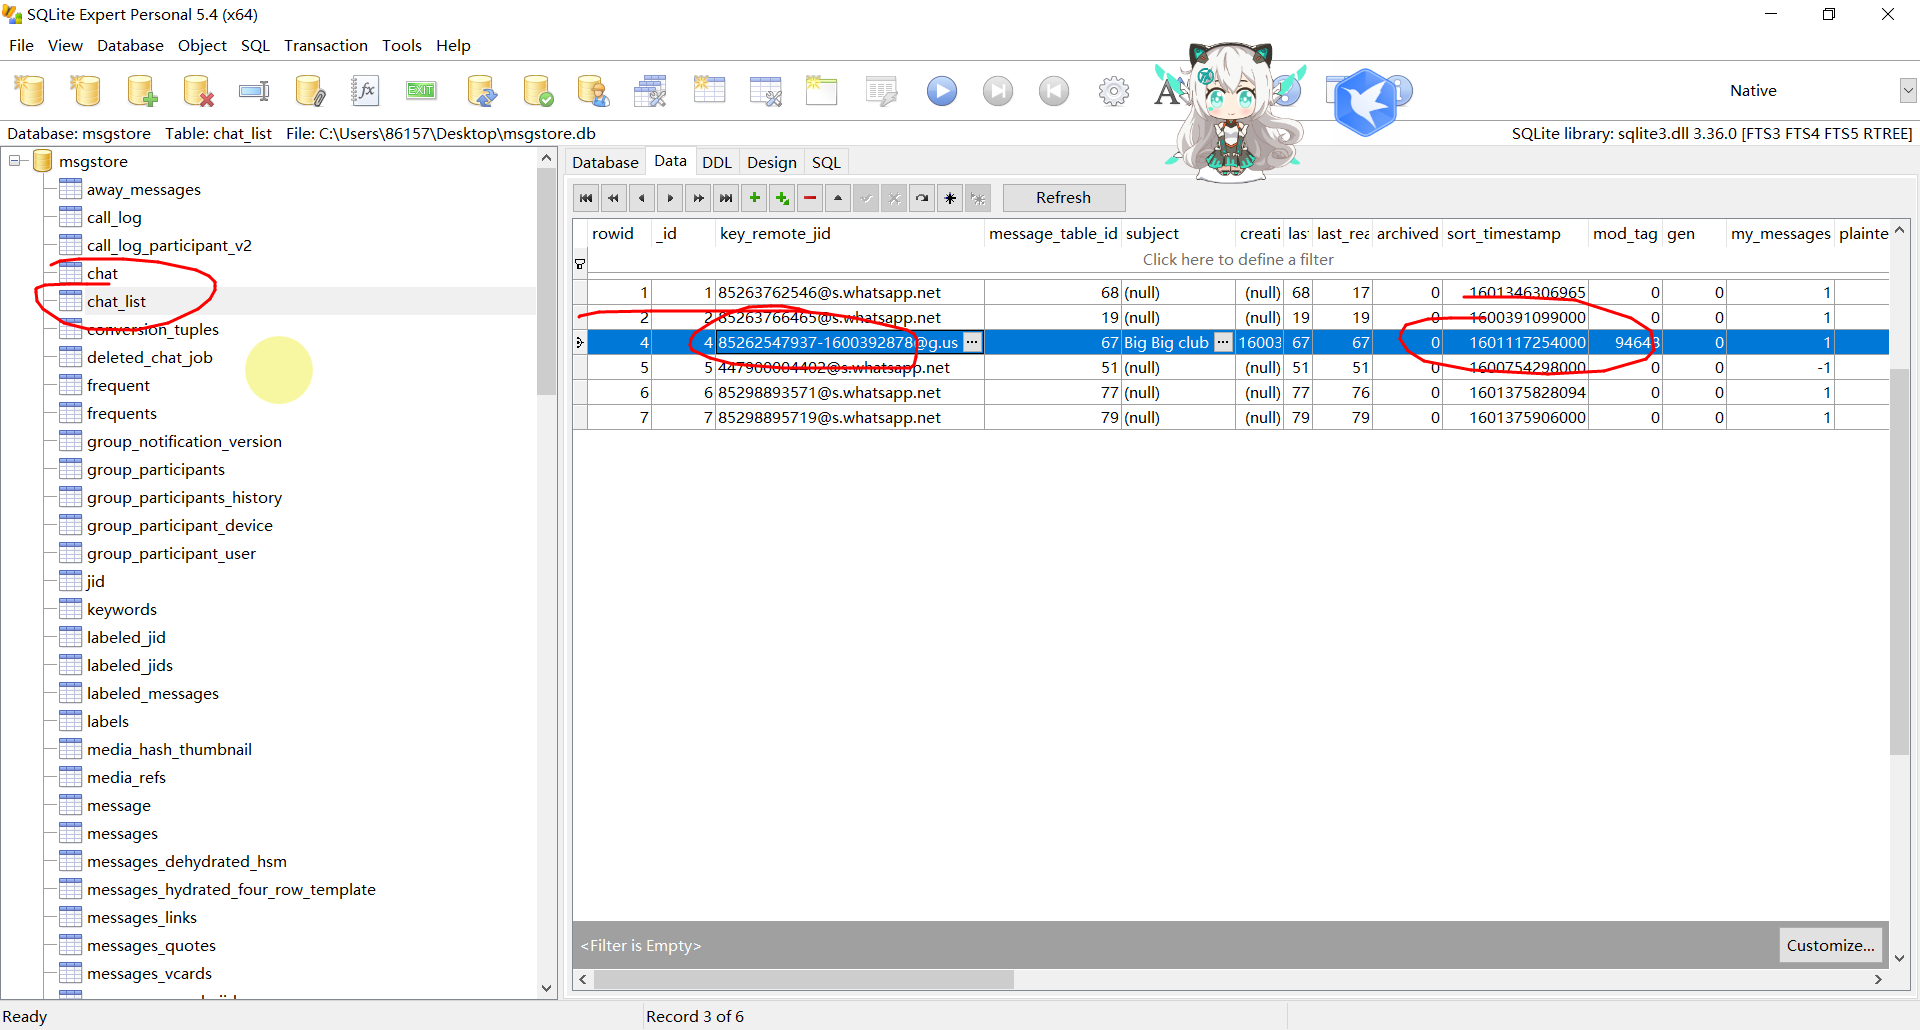 SQLite Expert Personal 5.4 (x64)
File View Database Object SQL Transaction Tools Help
fx EXIT Native
Database: msgstore Table: chat_list File: C:\Users\86157\Desktop\msgstore.db
SQLite library: sqlite3.dll 3.36.0 [FTS3 FTS4 FTS5 RTREE]
msgstore
away_messages
call_log
call_log_participant_v2
chat
chat_list
conversion_tuples
deleted_chat_job
frequent
frequents
group_notification_version
group_participants
group_participants_history
group_participant_device
group_participant_user
jid
keywords
labeled_jid
labeled_jids
labeled_messages
labels
media_hash_thumbnail
media_refs
message
messages
messages_dehydrated_hsm
messages_hydrated_four_row_template
messages_links
messages_quotes
messages_vcards
Database Data DDL Design SQL
Refresh
rowid _id key_remote_jid message_table_id subject creati las last_rea archived sort_timestamp mod_tag gen my_messages plainte
Click here to define a filter
1 1 85263762546@s.whatsapp.net 68 (null) (null) 68 17 0 1601346306965 0 0 1
2 2 85263766465@s.whatsapp.net 19 (null) (null) 19 19 0 1600391099000 0 0 1
4 4 85262547937-1600392878@g.us 67 Big Big club 16003 67 67 0 1601117254000 94643 0 1
5 5 447900004402@s.whatsapp.net 51 (null) (null) 51 51 0 1600754298000 0 0 -1
6 6 85298893571@s.whatsapp.net 77 (null) (null) 77 76 0 1601375828094 0 0 1
7 7 85298895719@s.whatsapp.net 79 (null) (null) 79 79 0 1601375906000 0 0 1
<Filter is Empty>
Customize...
Ready
Record 3 of 6